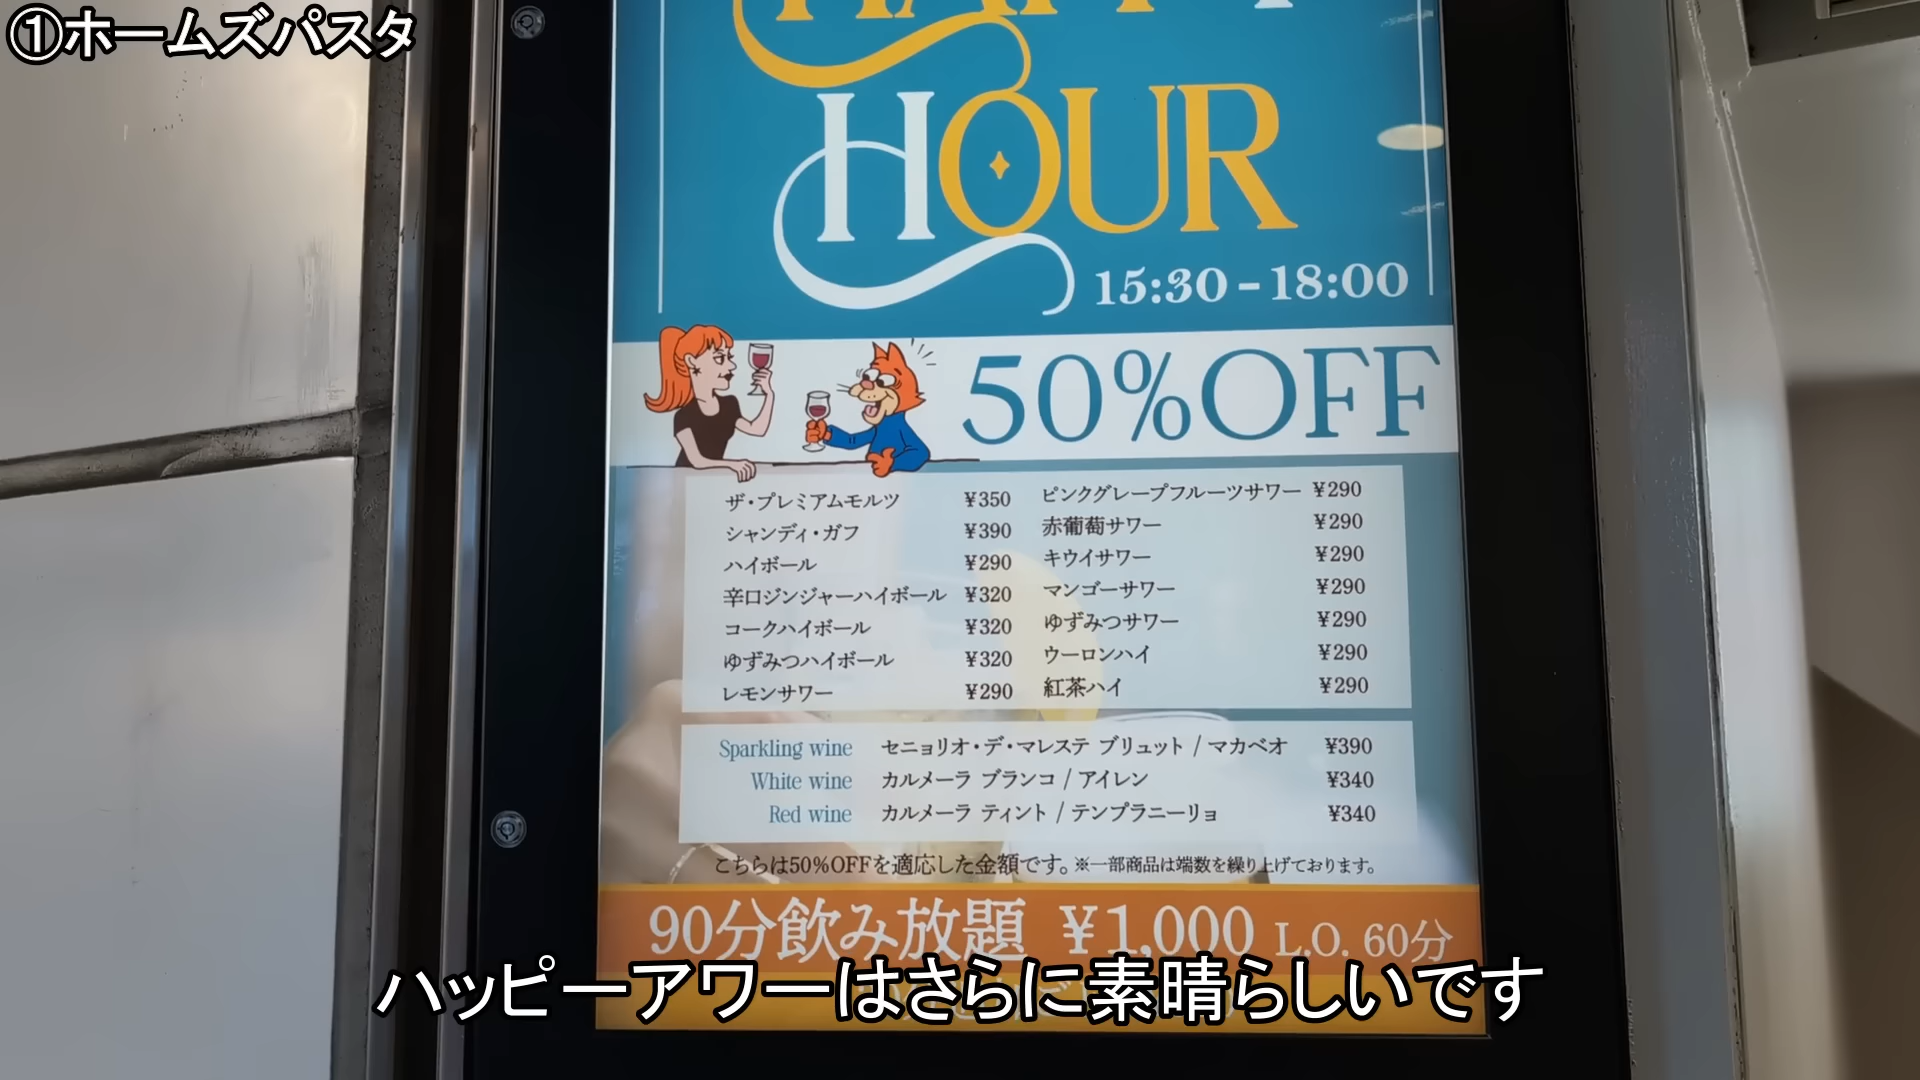 ①ホームズパスタ
HAPPY
HOUR
15:30-18:00
50%OFF
ザ・プレミアムモルツ ¥350
シャンディ・ガフ ¥390
ハイボール ¥290
辛口ジンジャーハイボール ¥320
コークハイボール ¥320
ゆずみつハイボール ¥320
レモンサワー ¥290
ピンクグレープフルーツサワー ¥290
赤葡萄サワー ¥290
キウイサワー ¥290
マンゴーサワー ¥290
ゆずみつサワー ¥290
ウーロンハイ ¥290
紅茶ハイ ¥290
Sparkling wine セニョリオ・デ・マレステ ブリュット / マカベオ ¥390
White wine カルメーラ ブランコ / アイレン ¥340
Red wine カルメーラ ティント / テンプラニーリョ ¥340
こちらは50%OFFを適応した金額です。※一部商品は端数を繰り上げております。
90分飲み放題 ¥1,000 L.O. 60分
ハッピーアワーはさらに素晴らしいです